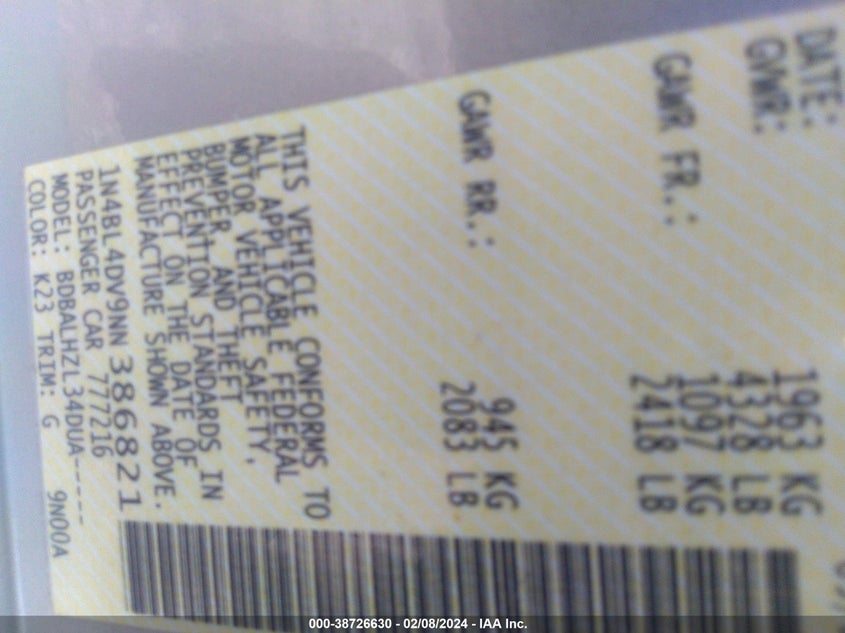 DATE:
GVWR: 1963 KG
4328 LB
GAWR FR.: 1097 KG
2418 LB
GAWR RR.: 945 KG
2083 LB
THIS VEHICLE CONFORMS TO
ALL APPLICABLE FEDERAL
MOTOR VEHICLE SAFETY,
BUMPER, AND THEFT
PREVENTION STANDARDS IN
EFFECT ON THE DATE OF
MANUFACTURE SHOWN ABOVE.
1N4BL4DV9NN386821
PASSENGER CAR 777216
MODEL: BDBALHZL34DUA-----
COLOR: K23 TRIM: G 9N00A
000-38726630 - 02/08/2024 - IAA Inc.